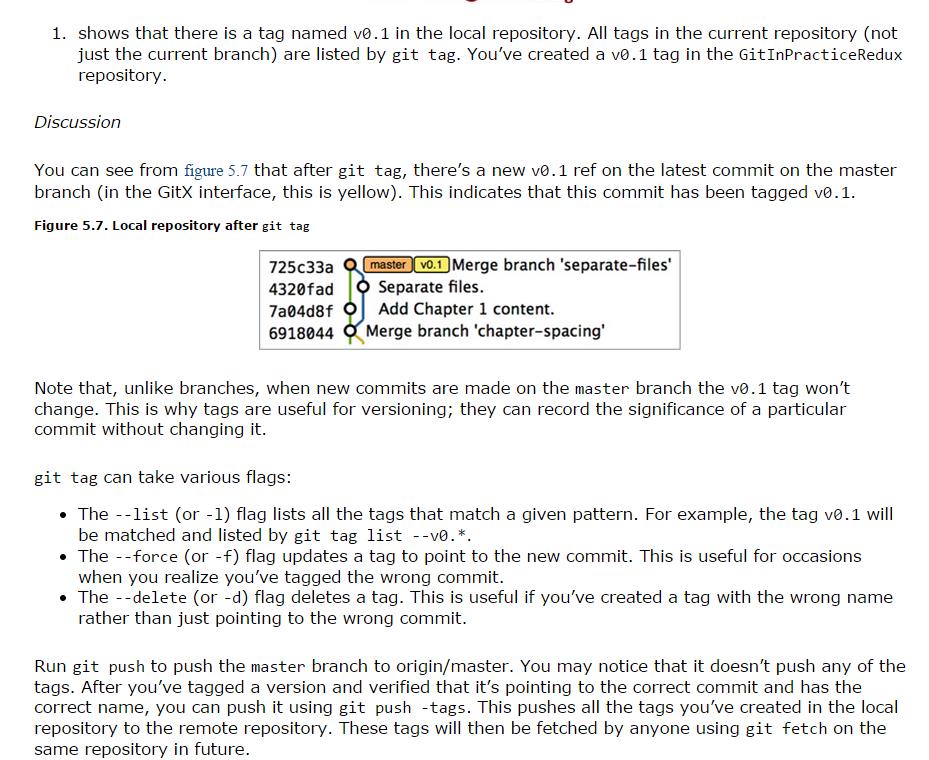 1. shows that there is a tag named v0.1 in the local repository. All tags in the current repository (not
just the current branch) are listed by git tag. You’ve created a v0.1 tag in the GitInPracticeRedux
repository.
Discussion
You can see from figure 5.7 that after git tag, there’s a new v0.1 ref on the latest commit on the master
branch (in the GitX interface, this is yellow). This indicates that this commit has been tagged v0.1.
Figure 5.7. Local repository after git tag
725c33a master v0.1 Merge branch 'separate-files'
4320fad Separate files.
7a04d8f Add Chapter 1 content.
6918044 Merge branch 'chapter-spacing'
Note that, unlike branches, when new commits are made on the master branch the v0.1 tag won’t
change. This is why tags are useful for versioning; they can record the significance of a particular
commit without changing it.
git tag can take various flags:
• The --list (or -l) flag lists all the tags that match a given pattern. For example, the tag v0.1 will
be matched and listed by git tag list --v0.*.
• The --force (or -f) flag updates a tag to point to the new commit. This is useful for occasions
when you realize you’ve tagged the wrong commit.
• The --delete (or -d) flag deletes a tag. This is useful if you’ve created a tag with the wrong name
rather than just pointing to the wrong commit.
Run git push to push the master branch to origin/master. You may notice that it doesn’t push any of the
tags. After you’ve tagged a version and verified that it’s pointing to the correct commit and has the
correct name, you can push it using git push -tags. This pushes all the tags you’ve created in the local
repository to the remote repository. These tags will then be fetched by anyone using git fetch on the
same repository in future.